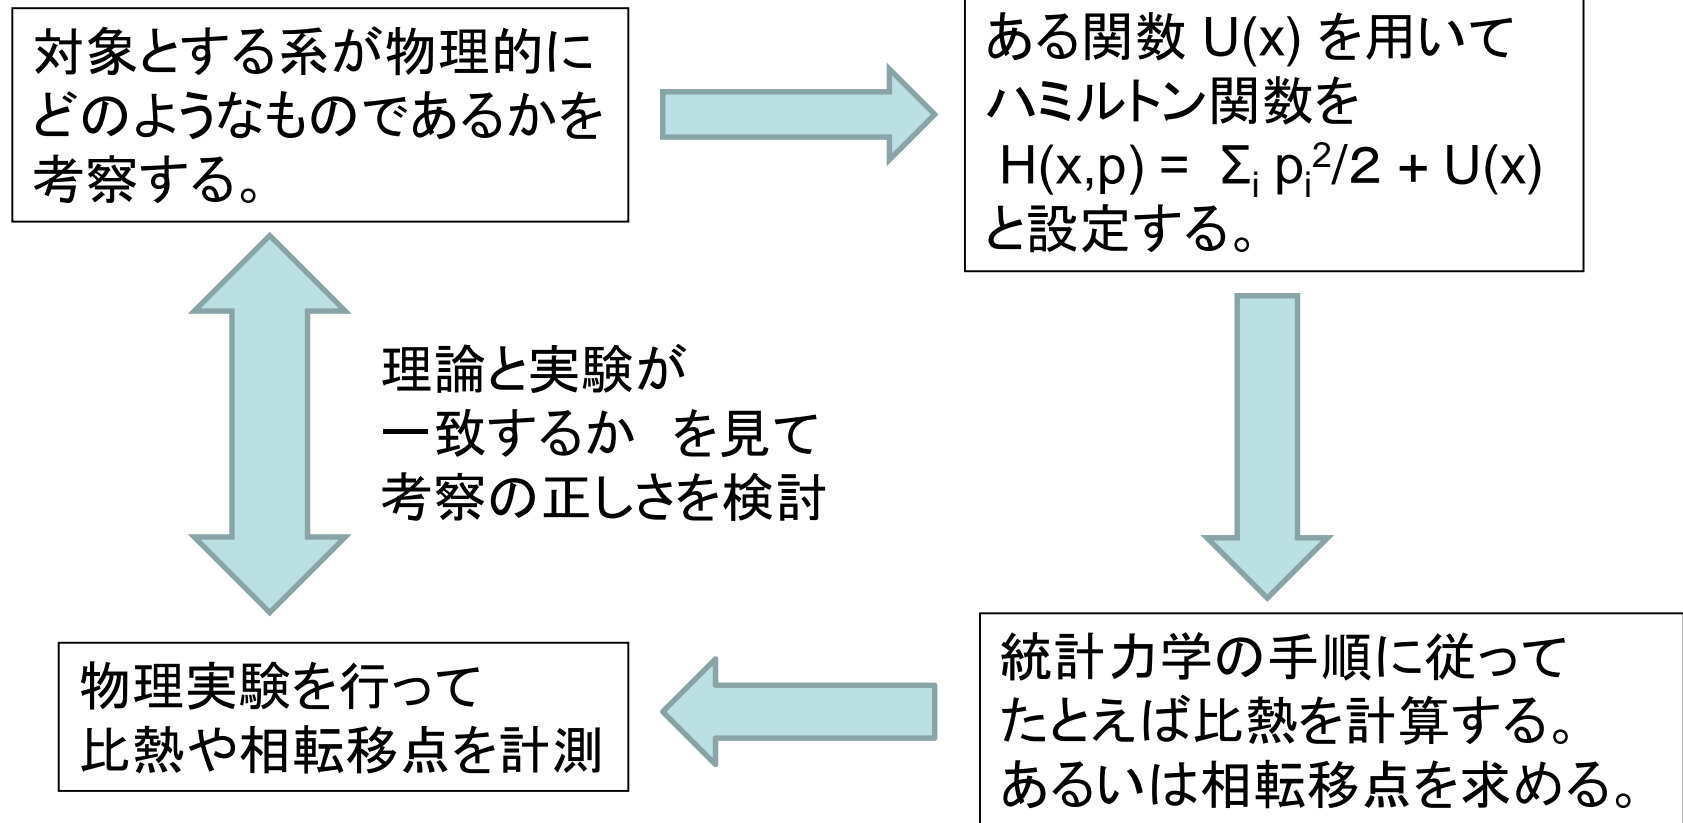 対象とする系が物理的に
どのようなものであるかを
考察する。
ある関数 U(x) を用いて
ハミルトン関数を
H(x,p) = Σᵢ pᵢ²/2 + U(x)
と設定する。
理論と実験が
一致するか　を見て
考察の正しさを検討
物理実験を行って
比熱や相転移点を計測
統計力学の手順に従って
たとえば比熱を計算する。
あるいは相転移点を求める。